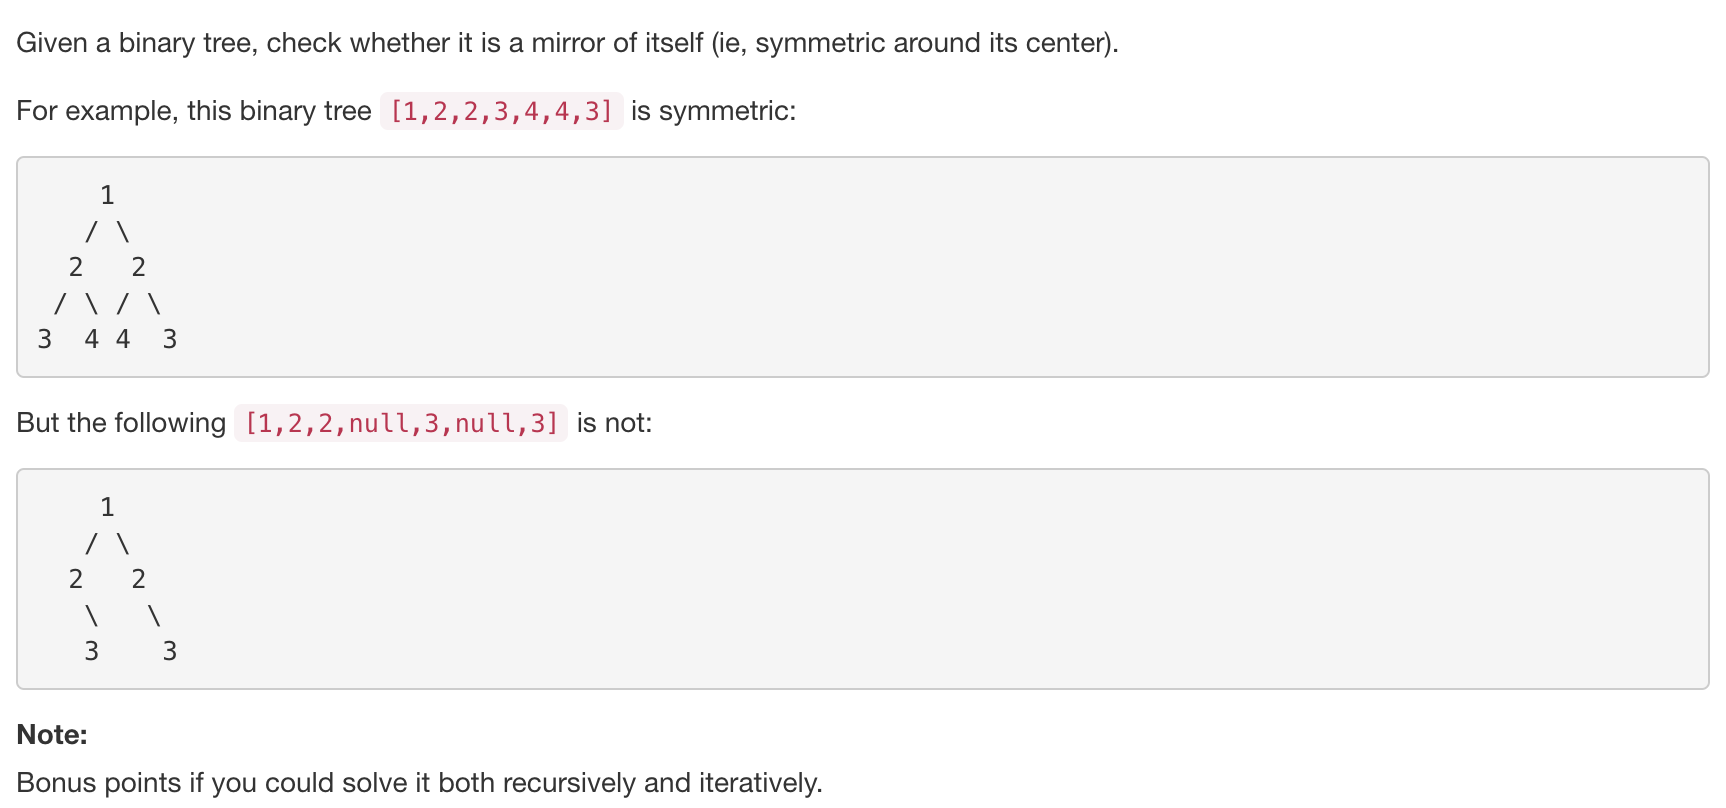 Given a binary tree, check whether it is a mirror of itself (ie, symmetric around its center).
For example, this binary tree [1,2,2,3,4,4,3] is symmetric:
    1
   / \
  2   2
 / \ / \
3  4 4  3
But the following [1,2,2,null,3,null,3] is not:
    1
   / \
  2   2
   \   \
   3    3
Note:
Bonus points if you could solve it both recursively and iteratively.